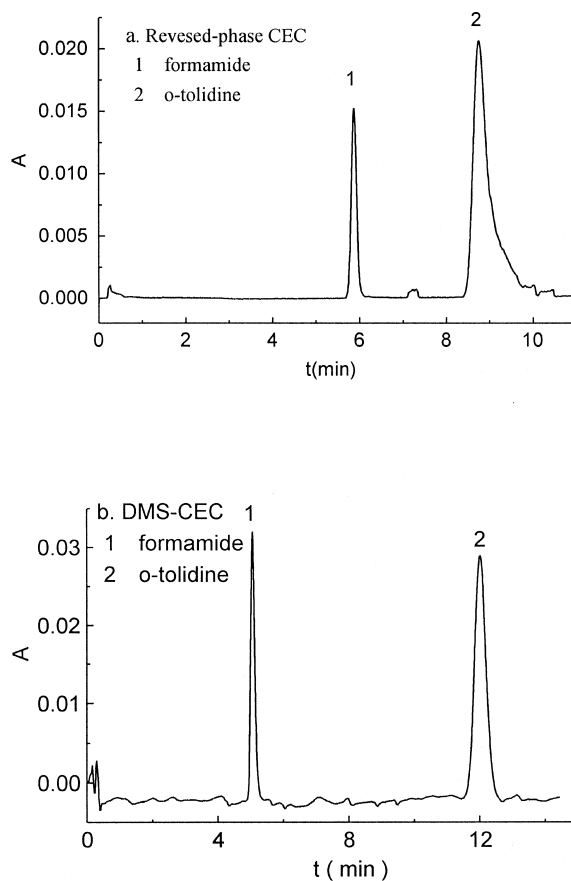 a. Revesed-phase CEC
1 formamide
2 o-tolidine
1
2
0.020
0.015
0.010
0.005
0.000
A
0 2 4 6 8 10
t(min)
b. DMS-CEC
1 formamide
2 o-tolidine
1
2
0.03
0.02
0.01
0.00
A
0 4 8 12
t ( min )